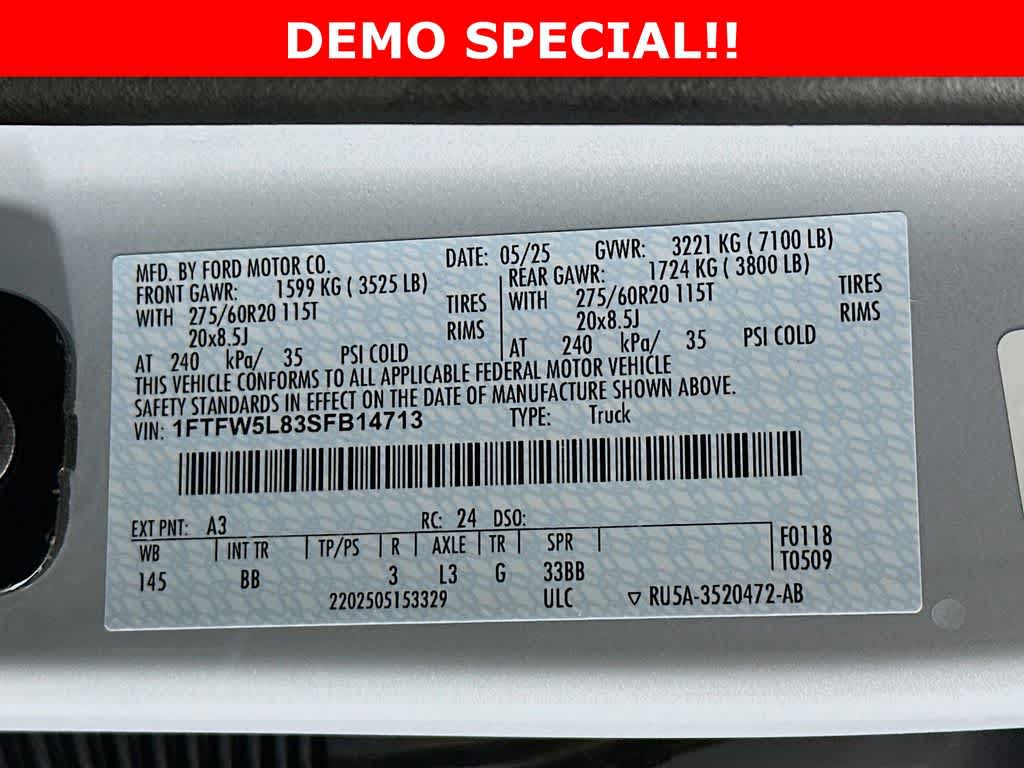 DEMO SPECIAL!!
MFD. BY FORD MOTOR CO. DATE: 05/25 GVWR: 3221 KG ( 7100 LB)
FRONT GAWR: 1599 KG ( 3525 LB) REAR GAWR: 1724 KG ( 3800 LB)
WITH 275/60R20 115T TIRES WITH 275/60R20 115T TIRES
20x8.5J RIMS 20x8.5J RIMS
AT 240 kPa/ 35 PSI COLD AT 240 kPa/ 35 PSI COLD
THIS VEHICLE CONFORMS TO ALL APPLICABLE FEDERAL MOTOR VEHICLE
SAFETY STANDARDS IN EFFECT ON THE DATE OF MANUFACTURE SHOWN ABOVE.
VIN: 1FTFW5L83SFB14713 TYPE: Truck
EXT PNT: A3 RC: 24 DSO:
WB INT TR TP/PS R AXLE TR SPR F0118
145 BB 3 L3 G 33BB T0509
2202505153329 ULC ▽ RU5A-3520472-AB